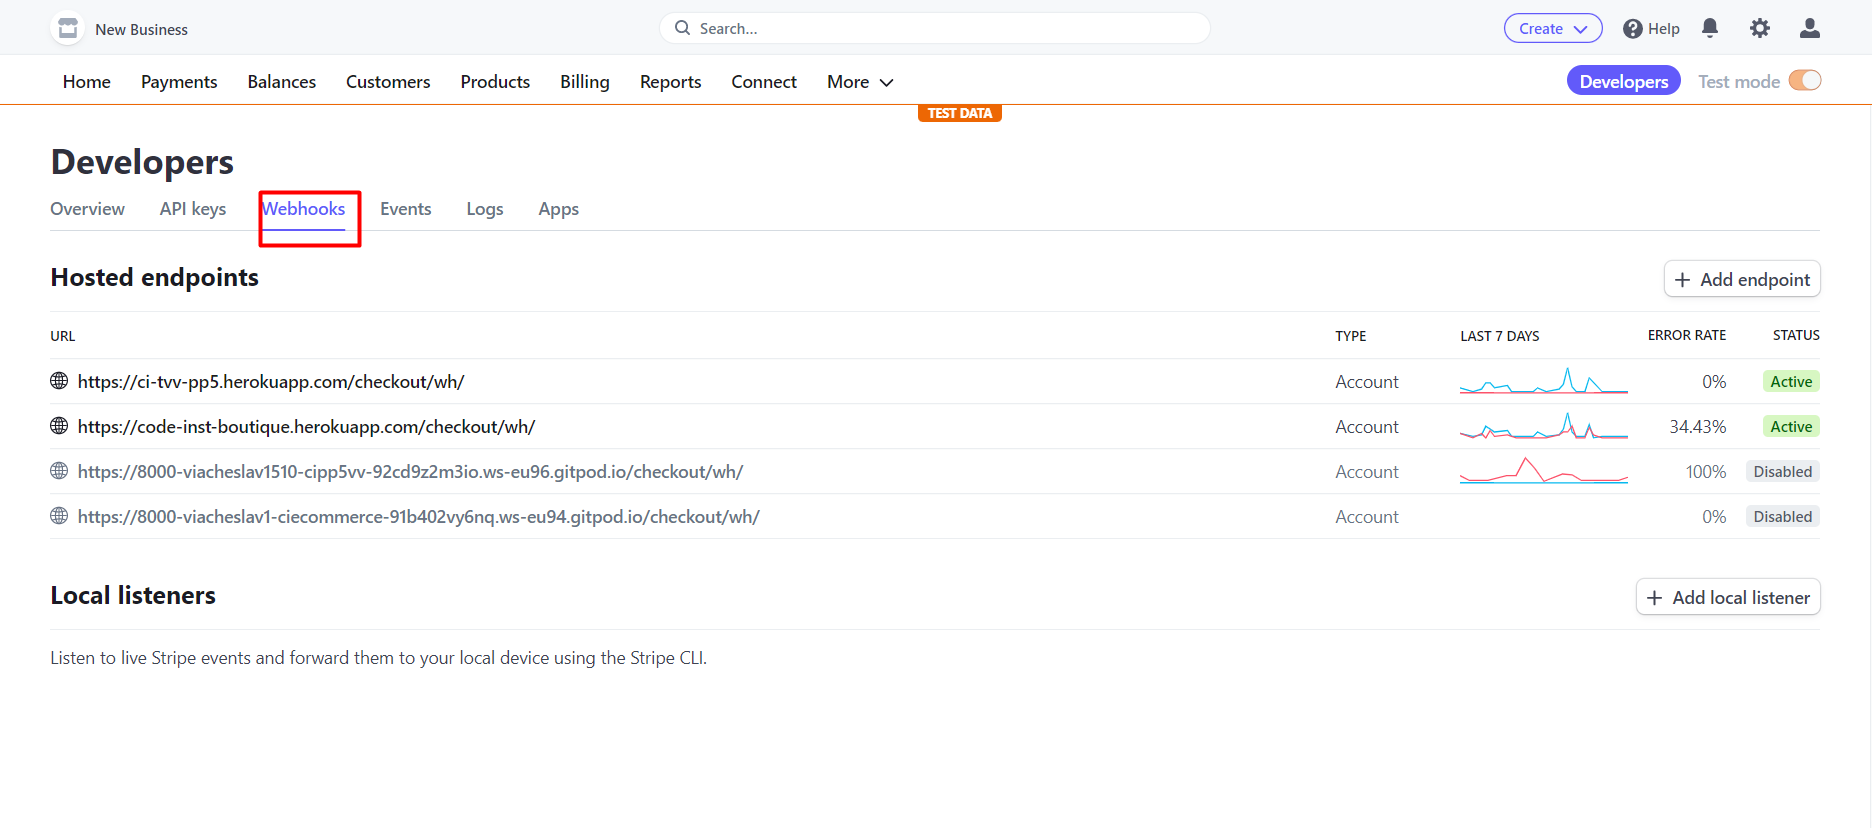 New Business
Search...
Create
Help
Home Payments Balances Customers Products Billing Reports Connect More
Developers Test mode
TEST DATA
Developers
Overview API keys Webhooks Events Logs Apps
Hosted endpoints
+ Add endpoint
URL TYPE LAST 7 DAYS ERROR RATE STATUS
https://ci-tvv-pp5.herokuapp.com/checkout/wh/ Account 0% Active
https://code-inst-boutique.herokuapp.com/checkout/wh/ Account 34.43% Active
https://8000-viacheslav1510-cipp5vv-92cd9z2m3io.ws-eu96.gitpod.io/checkout/wh/ Account 100% Disabled
https://8000-viacheslav1-ciecommerce-91b402vy6nq.ws-eu94.gitpod.io/checkout/wh/ Account 0% Disabled
Local listeners
+ Add local listener
Listen to live Stripe events and forward them to your local device using the Stripe CLI.